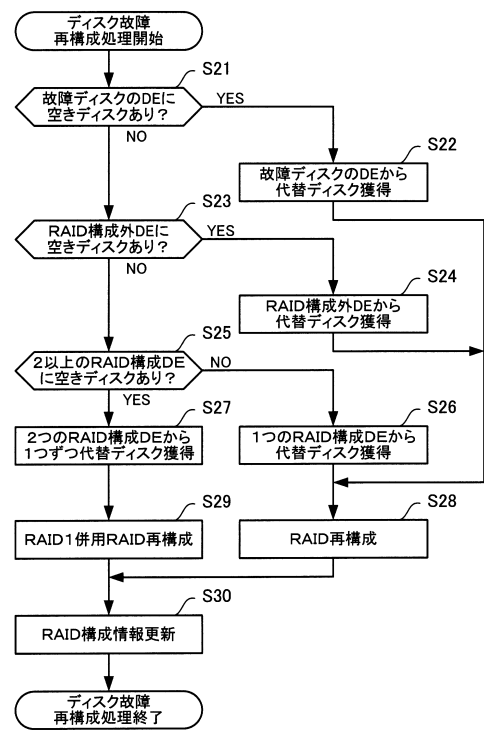 ディスク故障
再構成処理開始
S21
故障ディスクのDEに
空きディスクあり？
YES
NO
S22
故障ディスクのDEから
代替ディスク獲得
S23
RAID構成外DEに
空きディスクあり？
YES
NO
S24
RAID構成外DEから
代替ディスク獲得
S25
2以上のRAID構成DE
に空きディスクあり？
NO
YES
S27
2つのRAID構成DEから
1つずつ代替ディスク獲得
S26
1つのRAID構成DEから
代替ディスク獲得
S29
RAID1併用RAID再構成
S28
RAID再構成
S30
RAID構成情報更新
ディスク故障
再構成処理終了